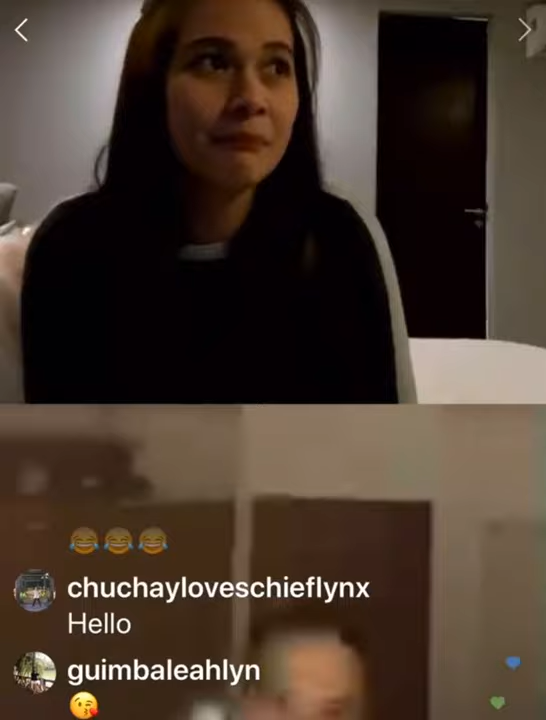 😂😂😂
chuchayloveschieflynx
Hello
guimbaleahlyn
😘